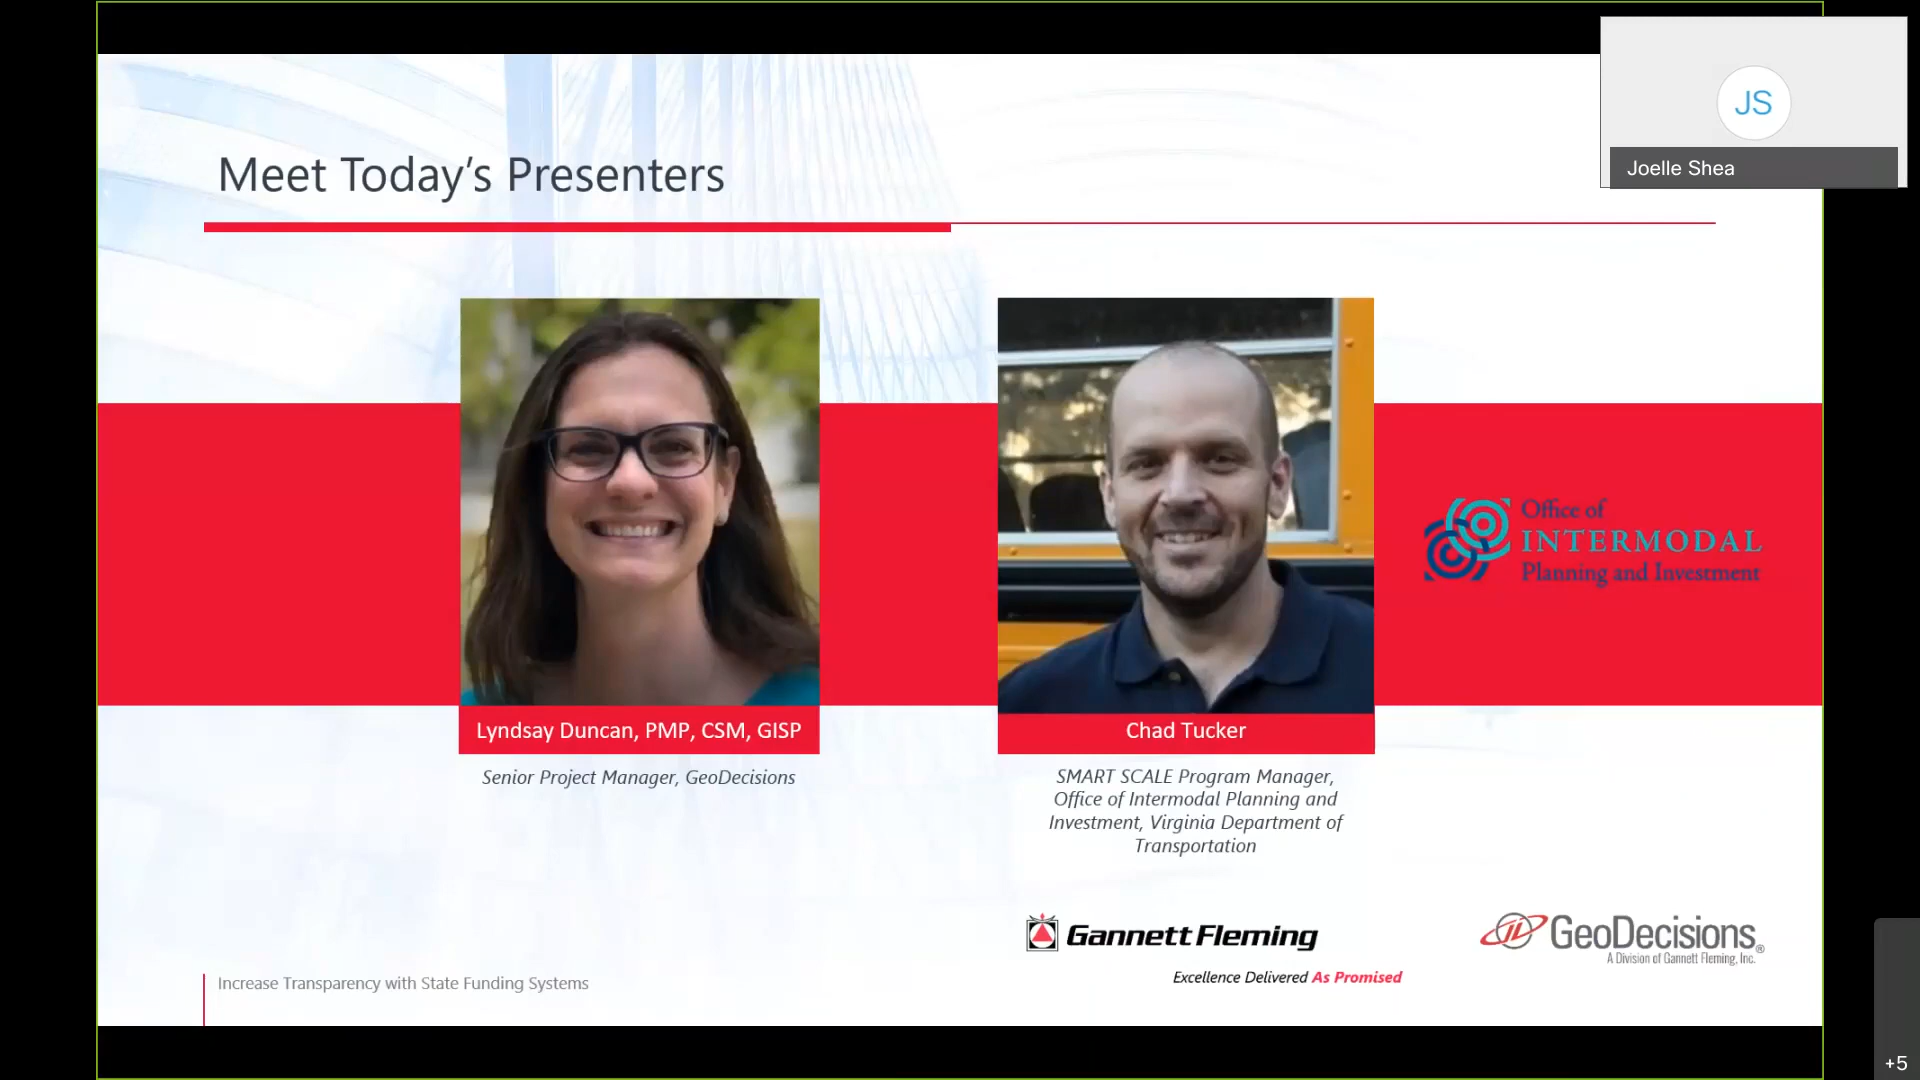 JS
Joelle Shea
Meet Today's Presenters
Office of
INTERMODAL
Planning and Investment
Lyndsay Duncan, PMP, CSM, GISP
Senior Project Manager, GeoDecisions
Chad Tucker
SMART SCALE Program Manager,
Office of Intermodal Planning and
Investment, Virginia Department of
Transportation
Gannett Fleming
Excellence Delivered As Promised
GeoDecisions®
A Division of Gannett Fleming, Inc.
Increase Transparency with State Funding Systems
+5